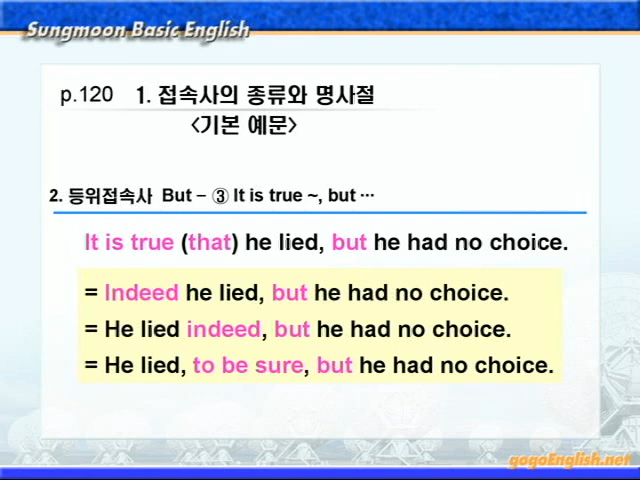 Sungmoon Basic English
p.120 1. 접속사의 종류와 명사절
<기본 예문>
2. 등위접속사 But – ③ It is true ~, but ···
It is true (that) he lied, but he had no choice.
= Indeed he lied, but he had no choice.
= He lied indeed, but he had no choice.
= He lied, to be sure, but he had no choice.
gogoEnglish.net